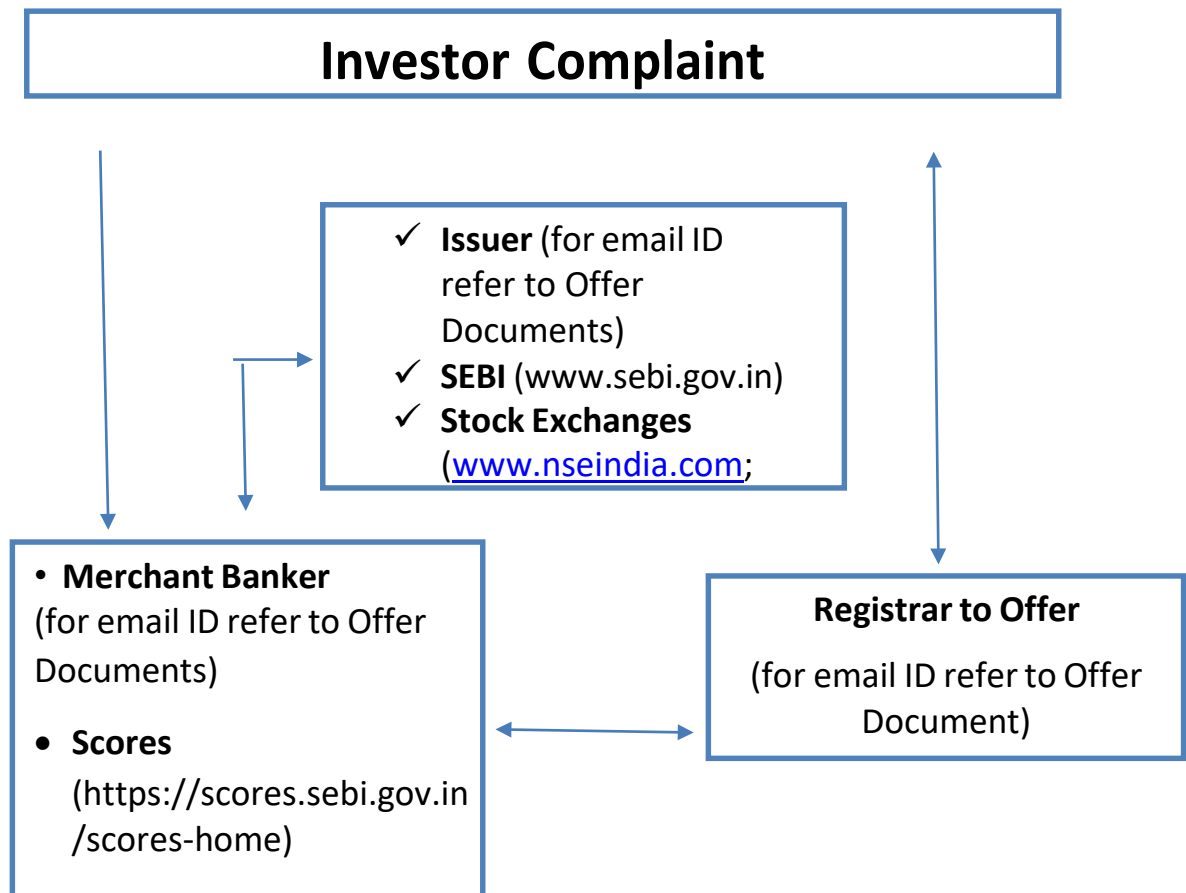 Investor Complaint
✓ Issuer (for email ID
refer to Offer
Documents)
✓ SEBI (www.sebi.gov.in)
✓ Stock Exchanges
(www.nseindia.com;
• Merchant Banker
(for email ID refer to Offer
Documents)
• Scores
(https://scores.sebi.gov.in
/scores-home)
Registrar to Offer
(for email ID refer to Offer
Document)